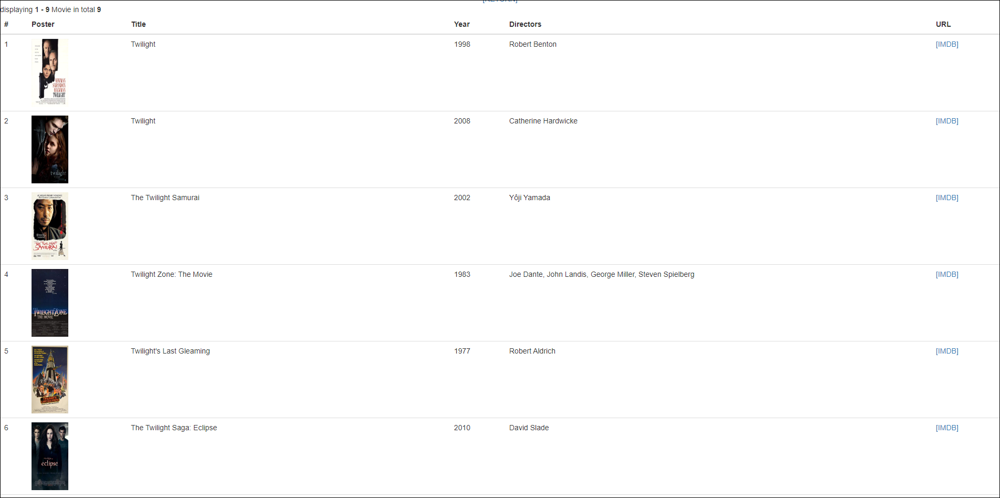 [RETURN]
displaying 1 - 9 Movie in total 9
# Poster Title Year Directors URL
1 Twilight 1998 Robert Benton [IMDB]
NEWMAN
SARANDON
HACKMAN
TWILIGHT
2 Twilight 2008 Catherine Hardwicke [IMDB]
twilight
3 The Twilight Samurai 2002 Yôji Yamada [IMDB]
THE TWILIGHT
SAMURAI
4 Twilight Zone: The Movie 1983 Joe Dante, John Landis, George Miller, Steven Spielberg [IMDB]
TWILIGHT ZONE
THE MOVIE
5 Twilight's Last Gleaming 1977 Robert Aldrich [IMDB]
TWILIGHT'S
LAST GLEAMING
6 The Twilight Saga: Eclipse 2010 David Slade [IMDB]
eclipse